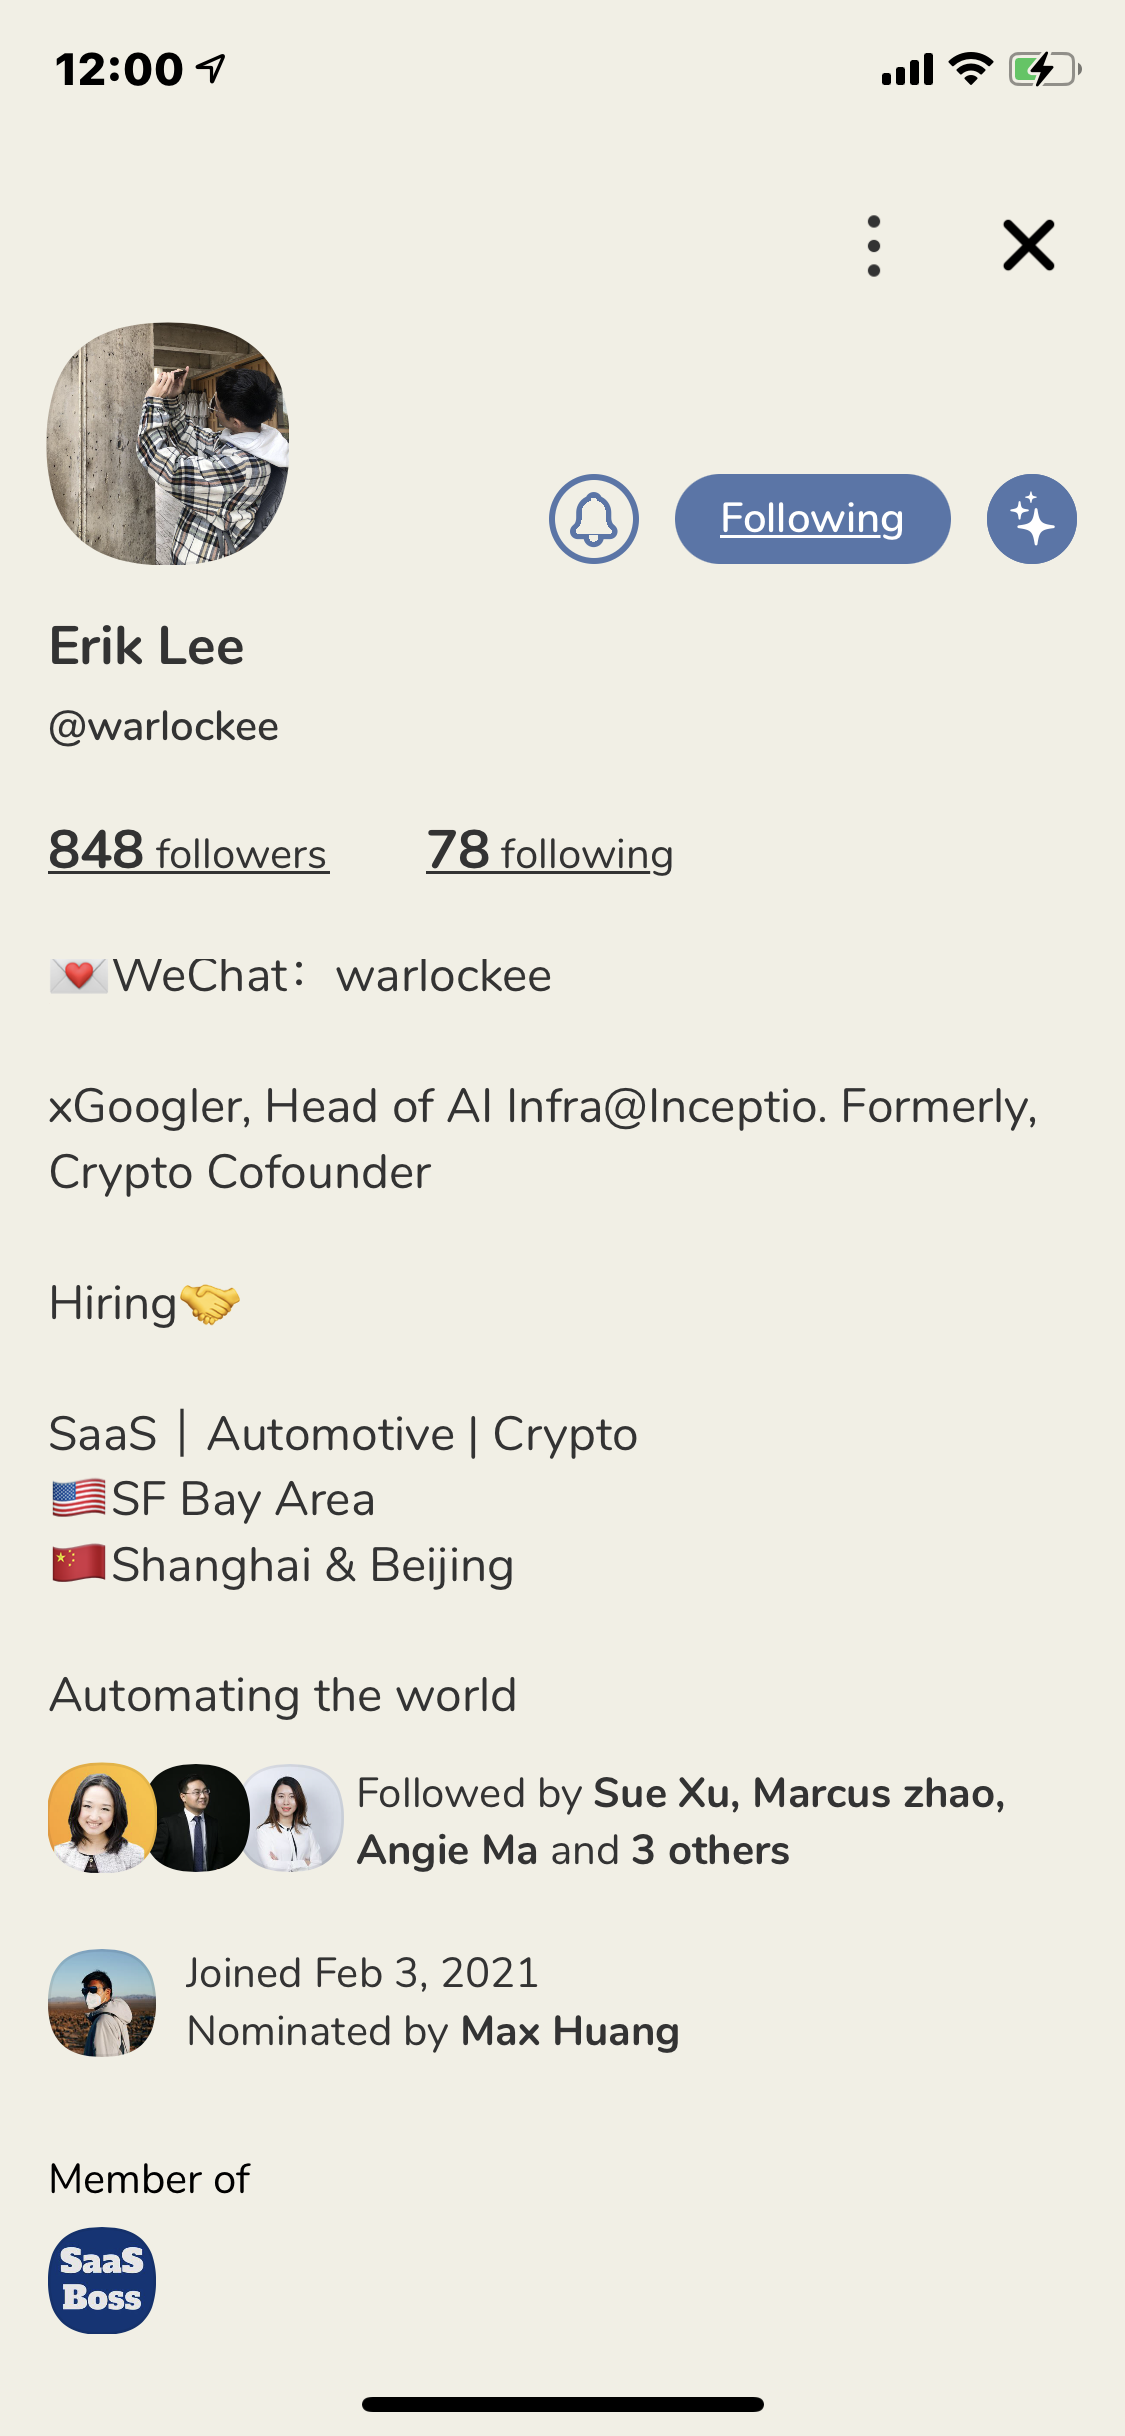 12:00
Following
Erik Lee
@warlockee
848 followers 78 following
💌WeChat：warlockee
xGoogler, Head of AI Infra@Inceptio. Formerly,
Crypto Cofounder
Hiring🤝
SaaS｜Automotive | Crypto
🇺🇸SF Bay Area
🇨🇳Shanghai & Beijing
Automating the world
Followed by Sue Xu, Marcus zhao,
Angie Ma and 3 others
Joined Feb 3, 2021
Nominated by Max Huang
Member of
SaaS
Boss